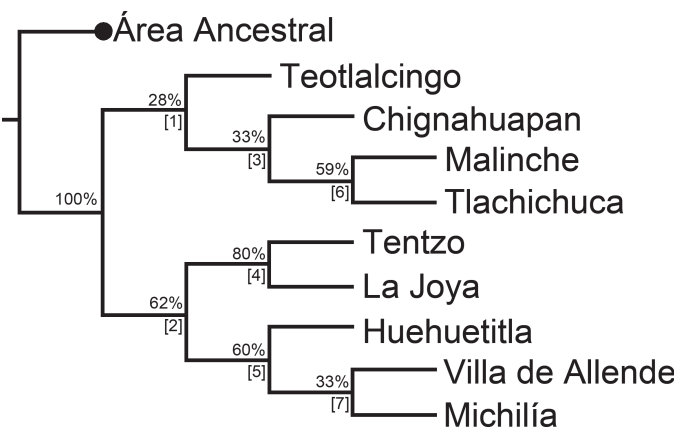 Área Ancestral
Teotlalcingo
28%
[1]
Chignahuapan
33%
[3]
Malinche
59%
[6]
Tlachichuca
100%
Tentzo
80%
[4]
La Joya
62%
[2]
Huehuetitla
60%
[5]
Villa de Allende
33%
[7]
Michilía